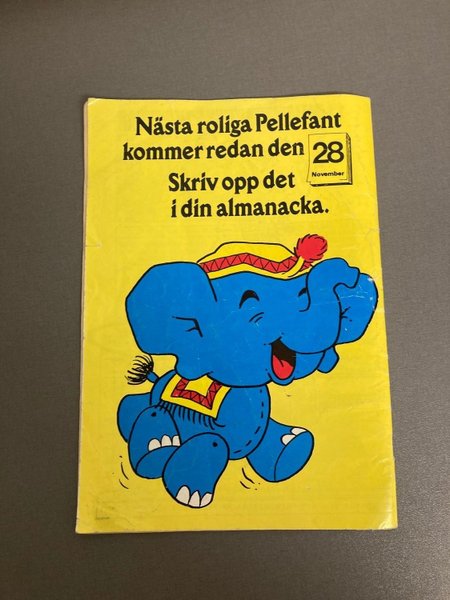 Nästa roliga Pellefant
kommer redan den 28
November
Skriv opp det
i din almanacka.